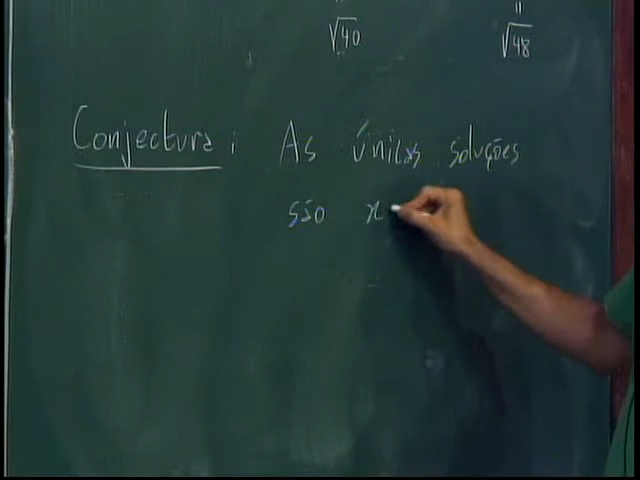 " "
√40 √48
Conjectura: As únicas soluções
são x